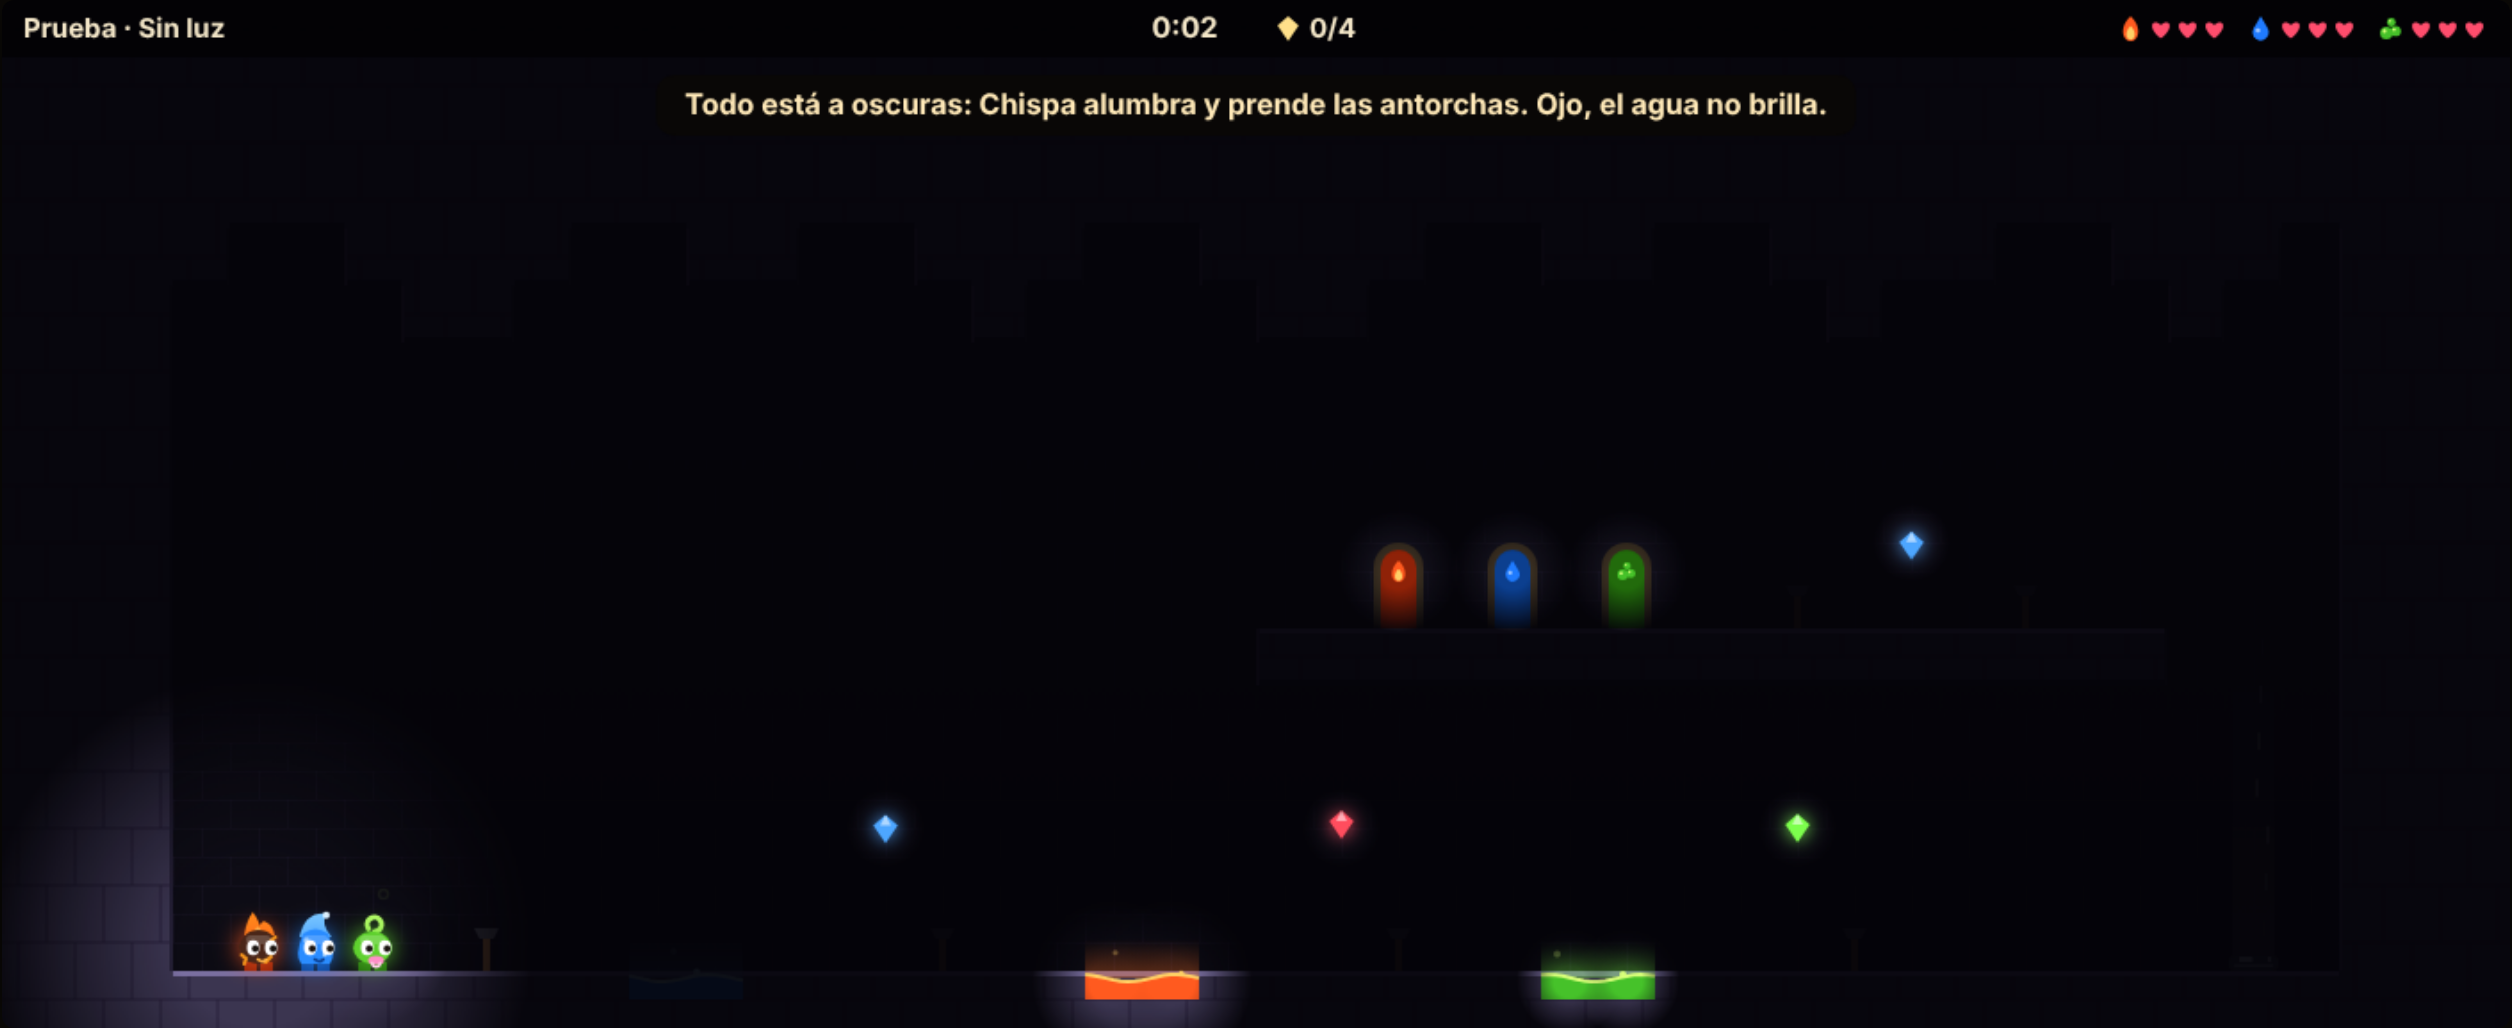 Prueba · Sin luz
0:02
0/4
Todo está a oscuras: Chispa alumbra y prende las antorchas. Ojo, el agua no brilla.